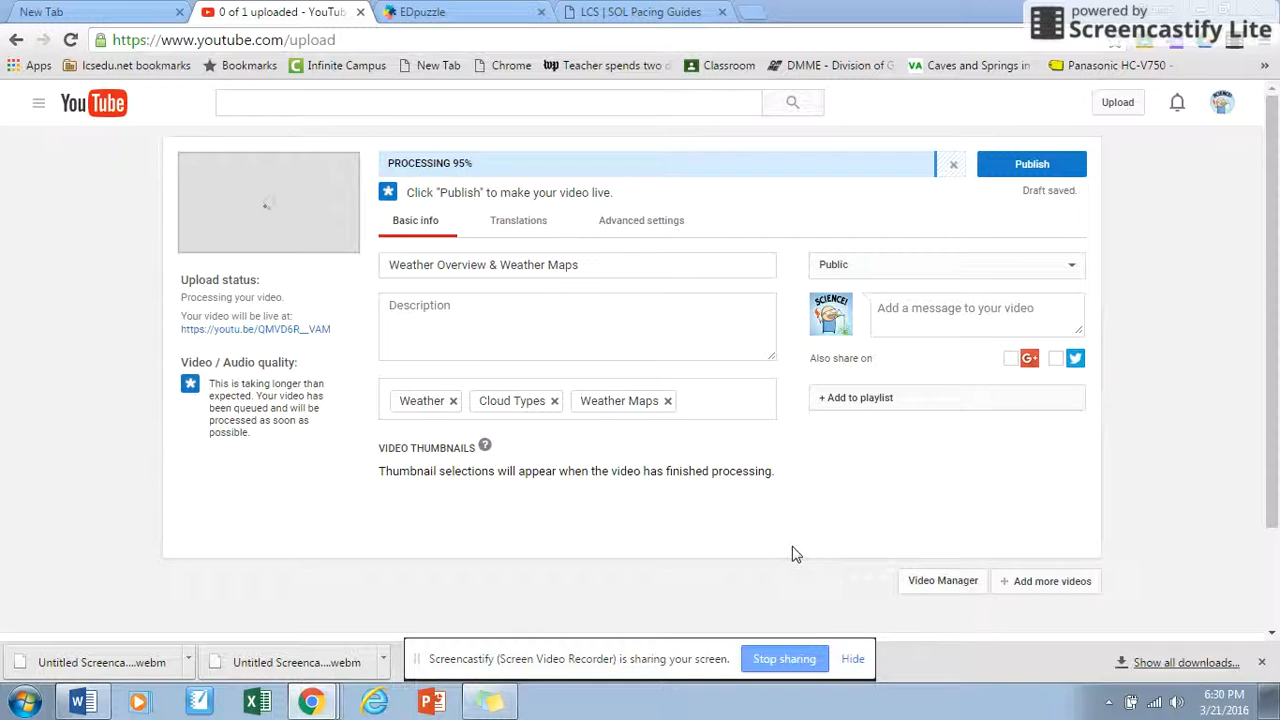 New Tab
0 of 1 uploaded - YouTub
EDpuzzle
LCS | SOL Pacing Guides
powered by
Screencastify Lite
https://www.youtube.com/uploa
Apps
lcsedu.net bookmarks
Bookmarks
Infinite Campus
New Tab
Chrom
Teacher spends two d
Classroom
DMME - Division of G
Caves and Springs in
Panasonic HC-V750 -
YouTube
Upload
SCIENCE!
PROCESSING 95%
Publish
Click "Publish" to make your video live.
Draft saved.
Basic info
Translations
Advanced settings
Weather Overview & Weather Maps
Public
Upload status:
Processing your video.
Your video will be live at:
https://youtu.be/QMVD6R__VAM
Description
SCIENCE!
Add a message to your video
Also share on
G+
Video / Audio quality:
This is taking longer than
expected. Your video has
been queued and will be
processed as soon as
possible.
Weather
Cloud Types
Weather Maps
+ Add to playlist
VIDEO THUMBNAILS ?
Thumbnail selections will appear when the video has finished processing.
Video Manager
+ Add more videos
Untitled Screenca....webm
Untitled Screenca....webm
Screencastify (Screen Video Recorder) is sharing your screen.
Stop sharing
Hide
Show all downloads...
6:30 PM
3/21/2016